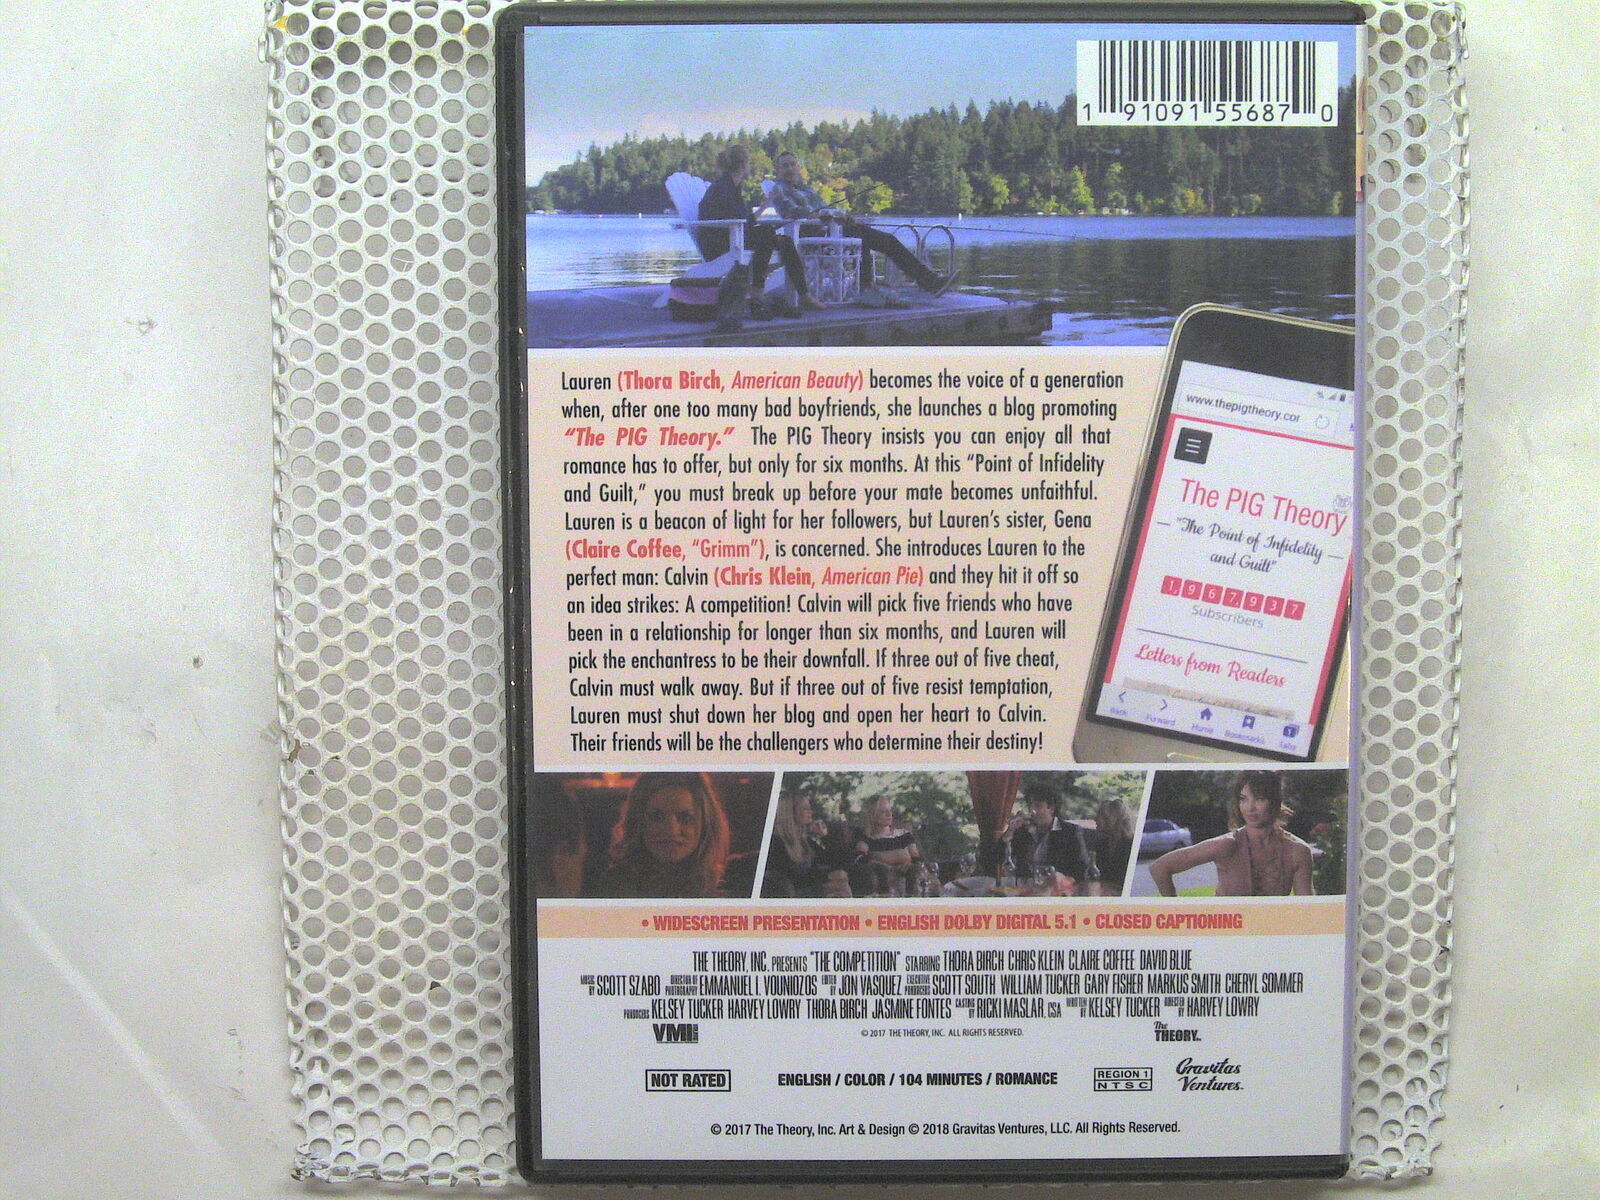 1 91091 55687 0
Lauren (Thora Birch, American Beauty) becomes the voice of a generation
when, after one too many bad boyfriends, she launches a blog promoting
"The PIG Theory." The PIG Theory insists you can enjoy all that
romance has to offer, but only for six months. At this "Point of Infidelity
and Guilt," you must break up before your mate becomes unfaithful.
Lauren is a beacon of light for her followers, but Lauren's sister, Gena
(Claire Coffee, "Grimm"), is concerned. She introduces Lauren to the
perfect man: Calvin (Chris Klein, American Pie) and they hit it off so
an idea strikes: A competition! Calvin will pick five friends who have
been in a relationship for longer than six months, and Lauren will
pick the enchantress to be their downfall. If three out of five cheat,
Calvin must walk away. But if three out of five resist temptation,
Lauren must shut down her blog and open her heart to Calvin.
Their friends will be the challengers who determine their destiny!
www.thepigtheory.cor
The PIG Theory
"The Point of Infidelity
and Guilt"
1967937
Subscribers
Letters from Readers
Back Forward Home Bookmarks Tabs
• WIDESCREEN PRESENTATION • ENGLISH DOLBY DIGITAL 5.1 • CLOSED CAPTIONING
THE THEORY, INC. PRESENTS "THE COMPETITION" STARRING THORA BIRCH CHRIS KLEIN CLAIRE COFFEE DAVID BLUE
MUSIC BY SCOTT SZABO DIRECTOR OF PHOTOGRAPHY EMMANUEL I. VOUNIOZOS EDITED BY JON VASQUEZ EXECUTIVE PRODUCERS SCOTT SOUTH WILLIAM TUCKER GARY FISHER MARKUS SMITH CHERYL SOMMER
PRODUCERS KELSEY TUCKER HARVEY LOWRY THORA BIRCH JASMINE FONTES CASTING BY RICKI MASLAR, CSA WRITTEN BY KELSEY TUCKER DIRECTED BY HARVEY LOWRY
VMI
© 2017 THE THEORY, INC. ALL RIGHTS RESERVED.
The THEORY
NOT RATED
ENGLISH / COLOR / 104 MINUTES / ROMANCE
REGION 1
NTSC
Gravitas
Ventures
© 2017 The Theory, Inc. Art & Design © 2018 Gravitas Ventures, LLC. All Rights Reserved.